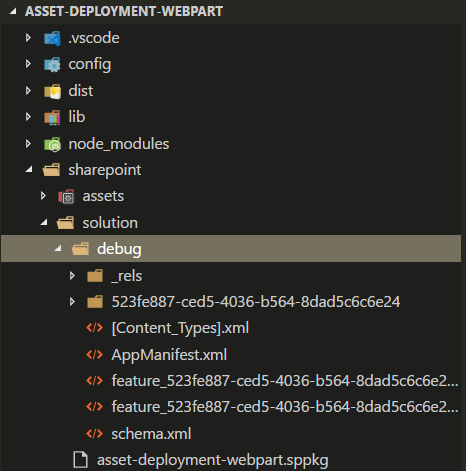 ASSET-DEPLOYMENT-WEBPART
.vscode
config
dist
lib
node_modules
sharepoint
assets
solution
debug
_rels
523fe887-ced5-4036-b564-8dad5c6c6e24
[Content_Types].xml
AppManifest.xml
feature_523fe887-ced5-4036-b564-8dad5c6c6e2...
feature_523fe887-ced5-4036-b564-8dad5c6c6e2...
schema.xml
asset-deployment-webpart.sppkg